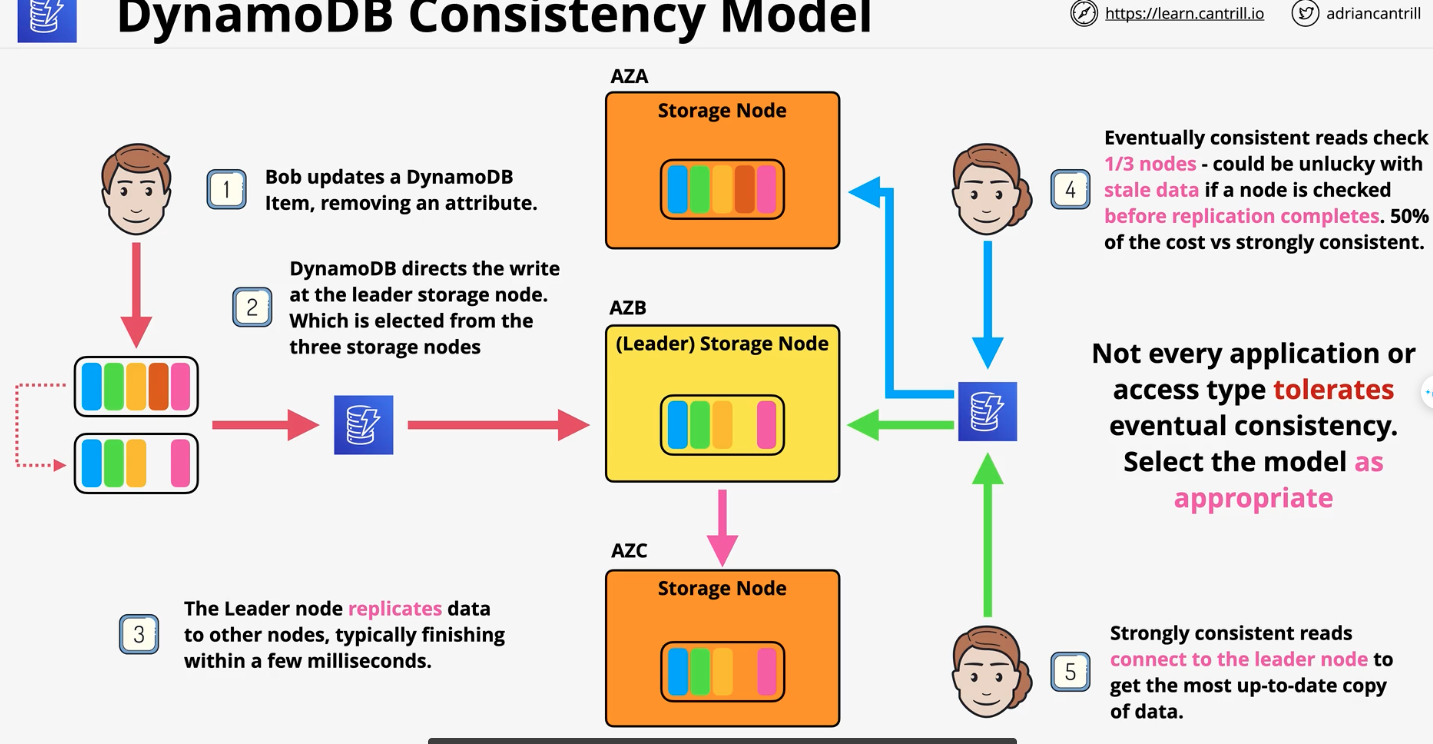 DynamoDB Consistency Model
https://learn.cantrill.io
adriancantrill
1
Bob updates a DynamoDB
Item, removing an attribute.
2
DynamoDB directs the write
at the leader storage node.
Which is elected from the
three storage nodes
3
The Leader node replicates data
to other nodes, typically finishing
within a few milliseconds.
AZA
Storage Node
AZB
(Leader) Storage Node
AZC
Storage Node
4
Eventually consistent reads check
1/3 nodes - could be unlucky with
stale data if a node is checked
before replication completes. 50%
of the cost vs strongly consistent.
Not every application or
access type tolerates
eventual consistency.
Select the model as
appropriate
5
Strongly consistent reads
connect to the leader node to
get the most up-to-date copy
of data.